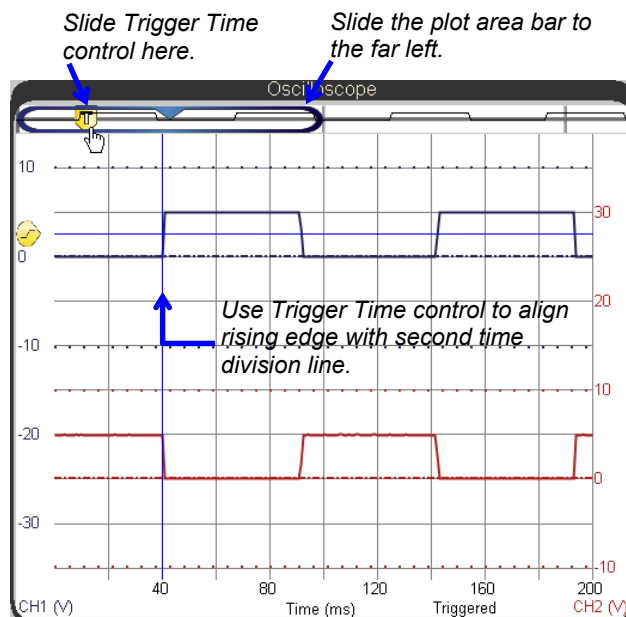 Slide Trigger Time
control here.
Slide the plot area bar to
the far left.
Oscilloscope
T
10
0
-10
-20
-30
30
20
10
0
-10
Use Trigger Time control to align
rising edge with second time
division line.
40 80 120 160 200
CH1 (V) Time (ms) Triggered CH2 (V)